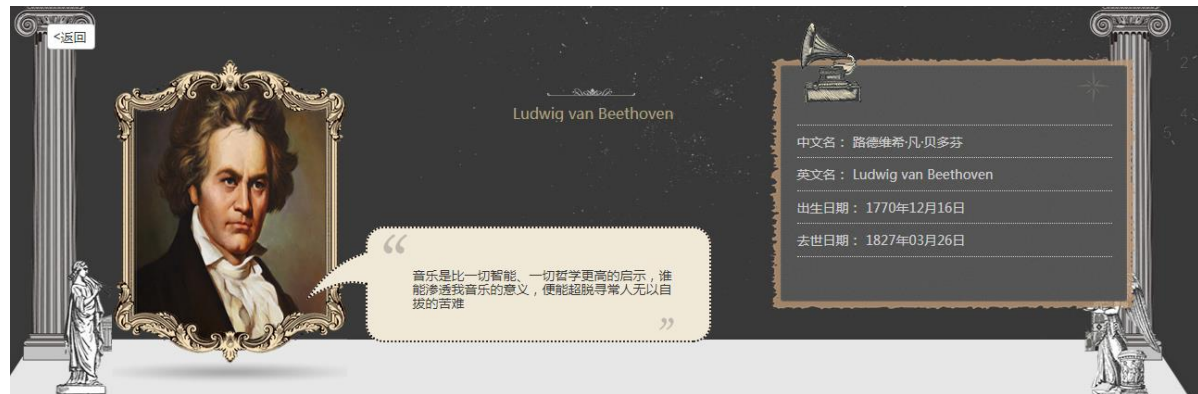 <返回
Ludwig van Beethoven
“
音乐是比一切智能、一切哲学更高的启示，谁
能渗透我音乐的意义，便能超脱寻常人无以自
拔的苦难
”
中文名： 路德维希·凡·贝多芬
英文名： Ludwig van Beethoven
出生日期： 1770年12月16日
去世日期： 1827年03月26日
2
4
5